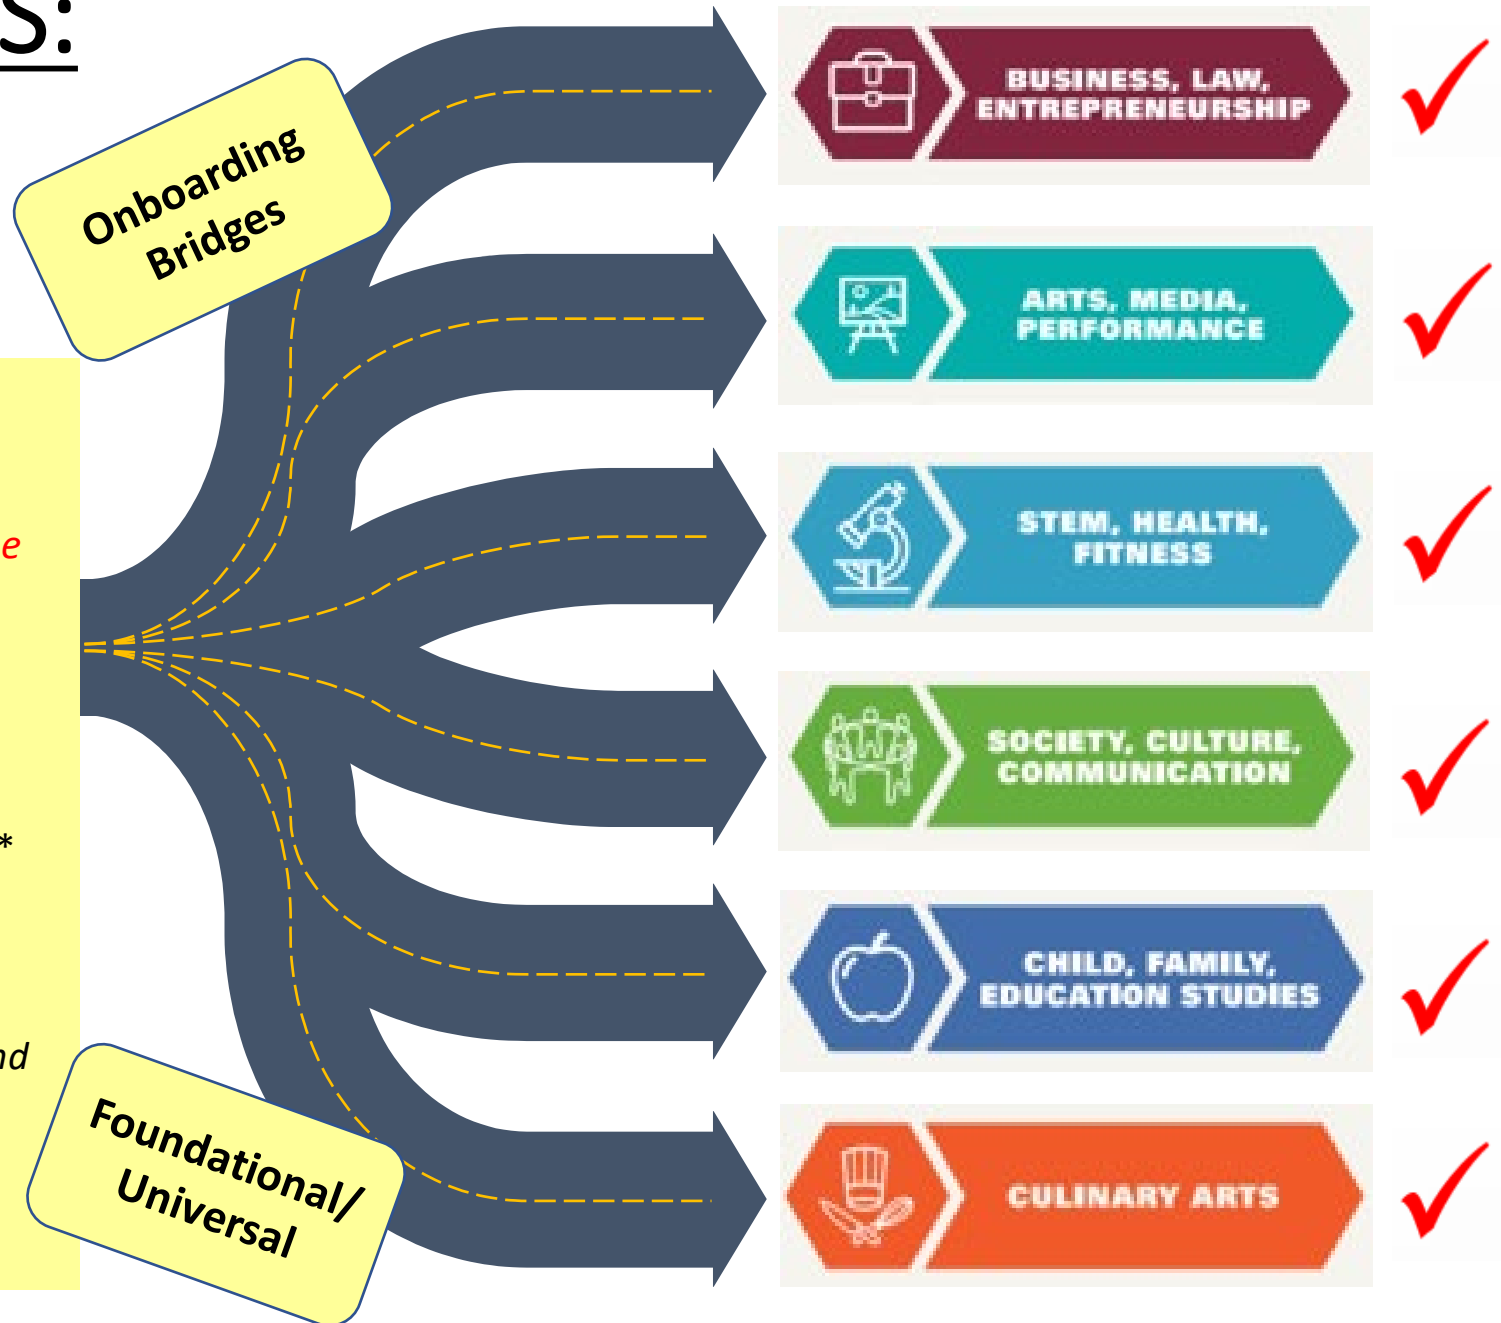 S:
Onboarding
Bridges
BUSINESS, LAW,
ENTREPRENEURSHIP
ARTS, MEDIA,
PERFORMANCE
e
STEM, HEALTH,
FITNESS
SOCIETY, CULTURE,
COMMUNICATION
*
CHILD, FAMILY,
EDUCATION STUDIES
nd
Foundational/
Universal
CULINARY ARTS